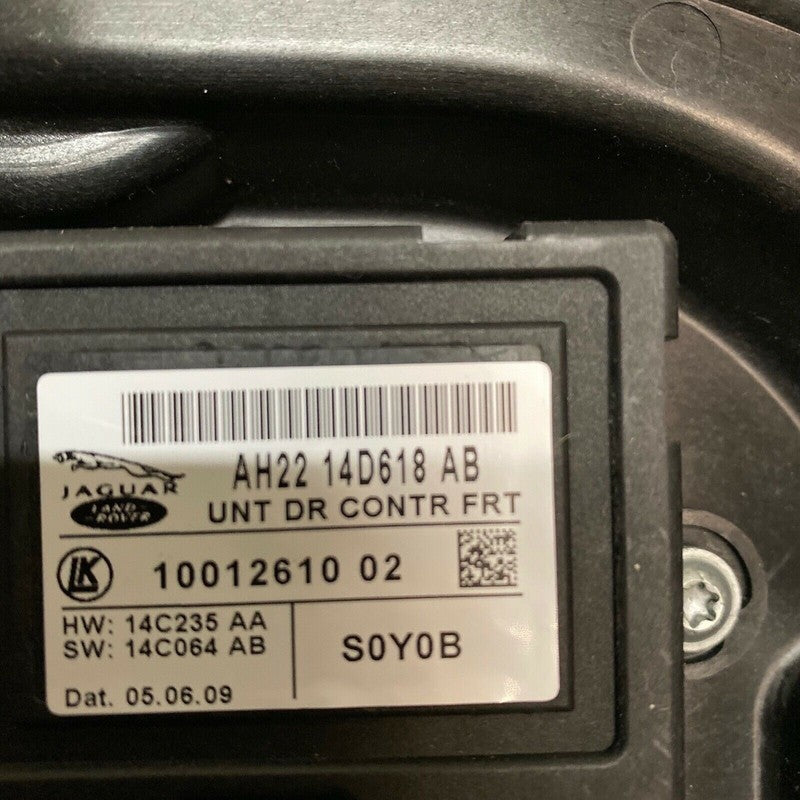 AH22 14D618 AB
JAGUAR
LAND-
ROVER
UNT DR CONTR FRT
LK
10012610 02
HW: 14C235 AA
SW: 14C064 AB
S0Y0B
Dat. 05.06.09